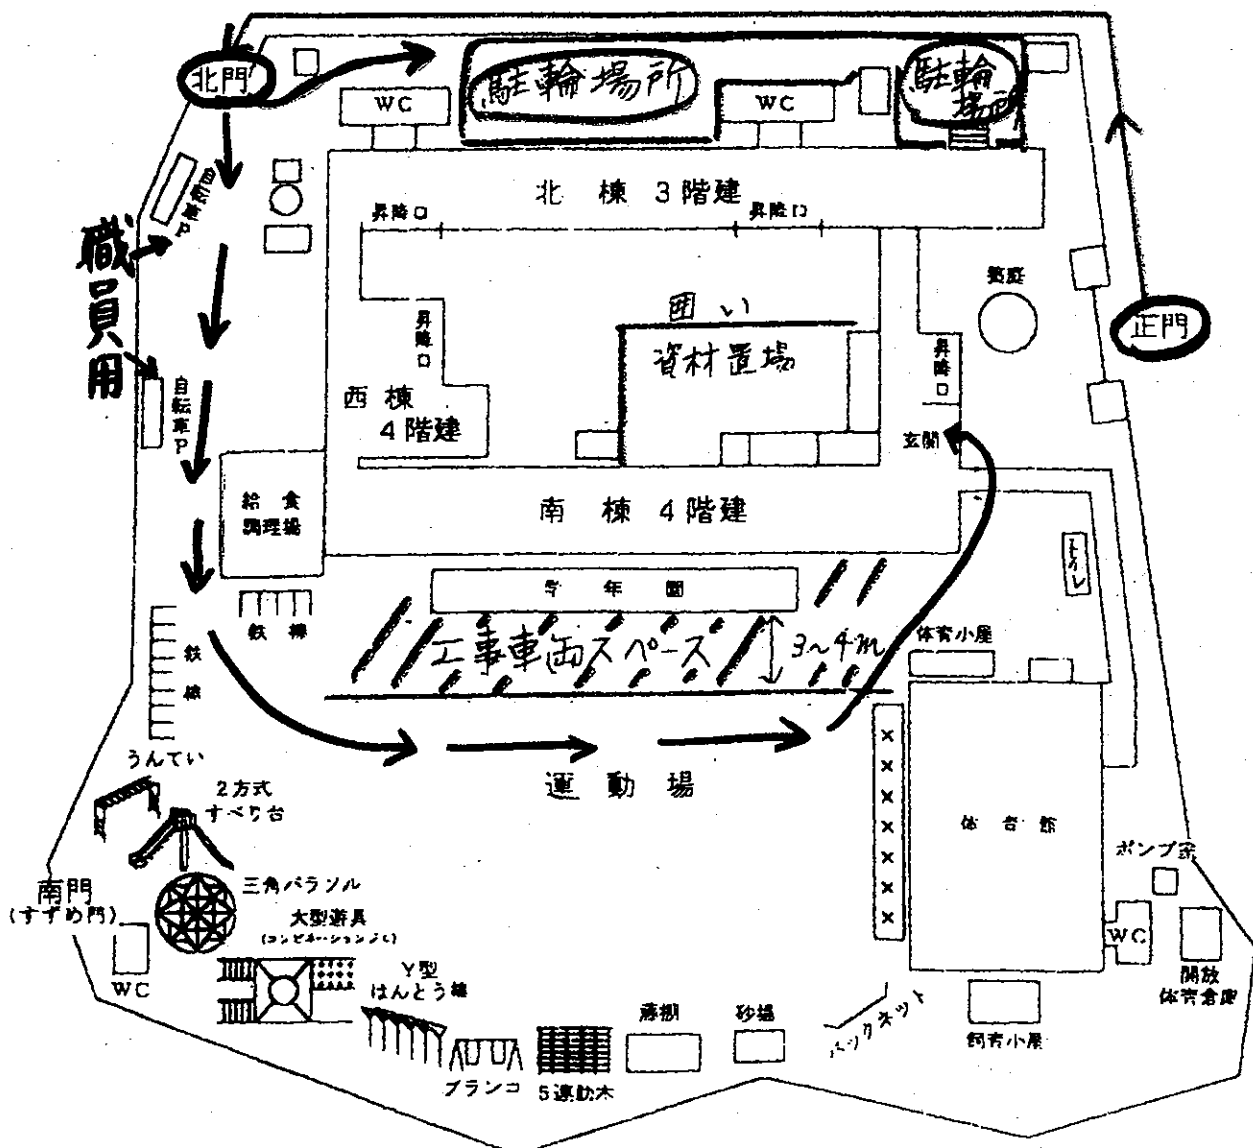 北門
WC
駐輪場所
WC
駐輪
場所
北棟3階建
昇降口
昇降口
自転車P
職員用
囲い
資材置場
昇降口
西棟
4階建
昇降口
正門
自転車P
玄関
給食
調理場
南棟4階建
学年園
トイレ
鉄棒
工事車両スペース
3~4m
体育小屋
鉄棒
うんてい
運動場
2方式
すべり台
体育館
ポンプ室
南門
(すずめ門)
三角パラソル
大型遊具
WC
WC
Y型
はんとう棒
開放
体育倉庫
藤棚
砂場
バックネット
飼育小屋
ブランコ
5連肋木